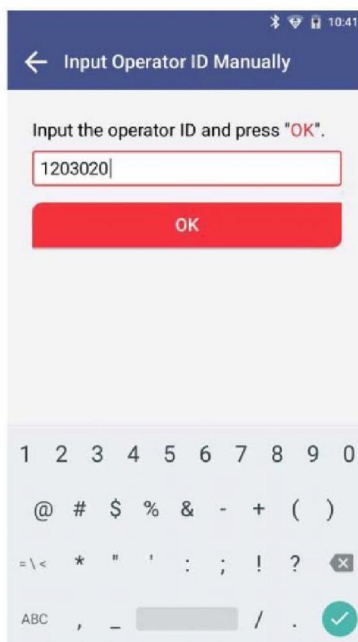 10:41
Input Operator ID Manually
Input the operator ID and press "OK".
1203020
OK
1 2 3 4 5 6 7 8 9 0
@ # $ % & - + ( )
= \ < * " ' : ; ! ?
ABC , _ / .